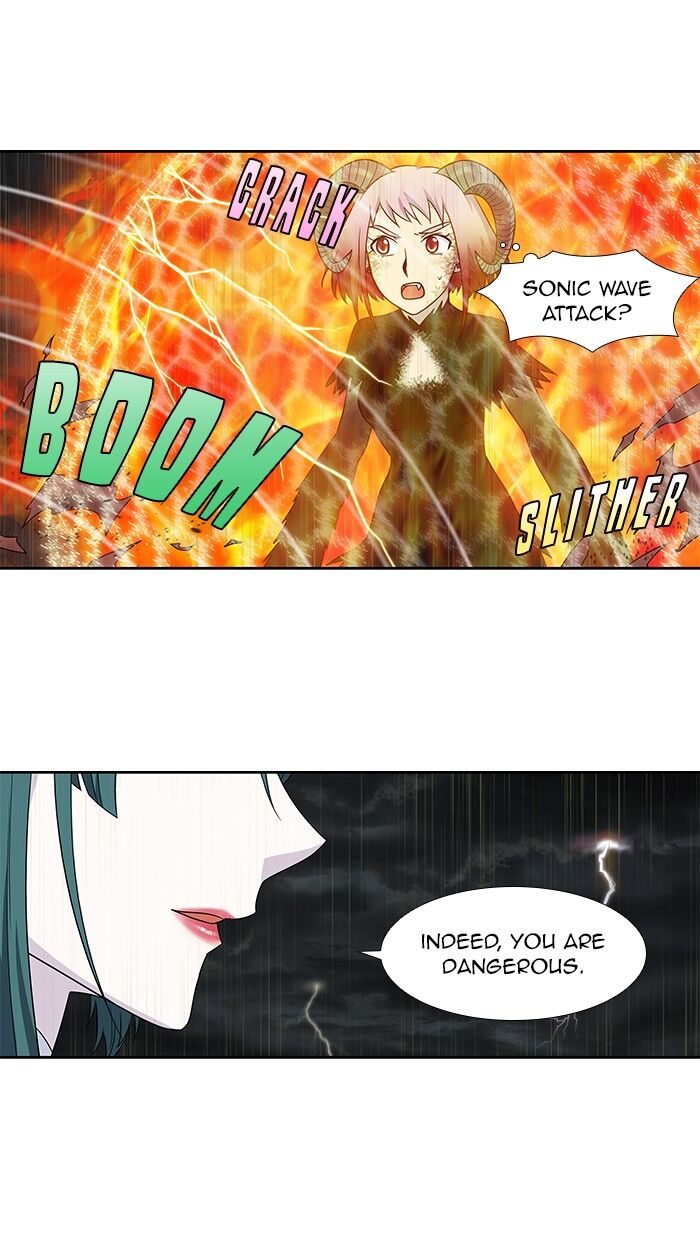 CRACK
SONIC WAVE
ATTACK?
BOOM
SLITHER
INDEED, YOU ARE
DANGEROUS.